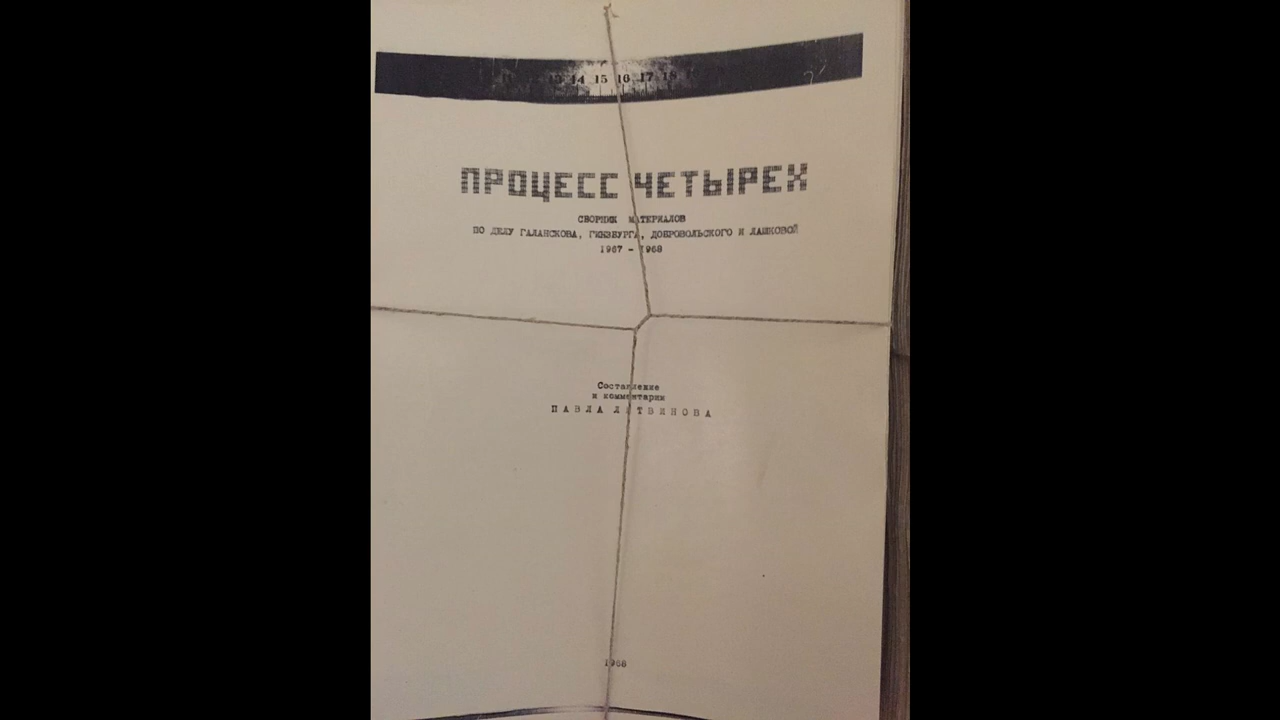 13 14 15 16 17 18
ПРОЦЕСС ЧЕТЫРЕХ
СБОРНИК МАТЕРИАЛОВ
ПО ДЕЛУ ГАЛАНСКОВА, ГИНЗБУРГА, ДОБРОВОЛЬСКОГО И ЛАШКОВОЙ
1967 - 1968
Составление
и комментарии
ПАВЛА ЛИТВИНОВА
1968